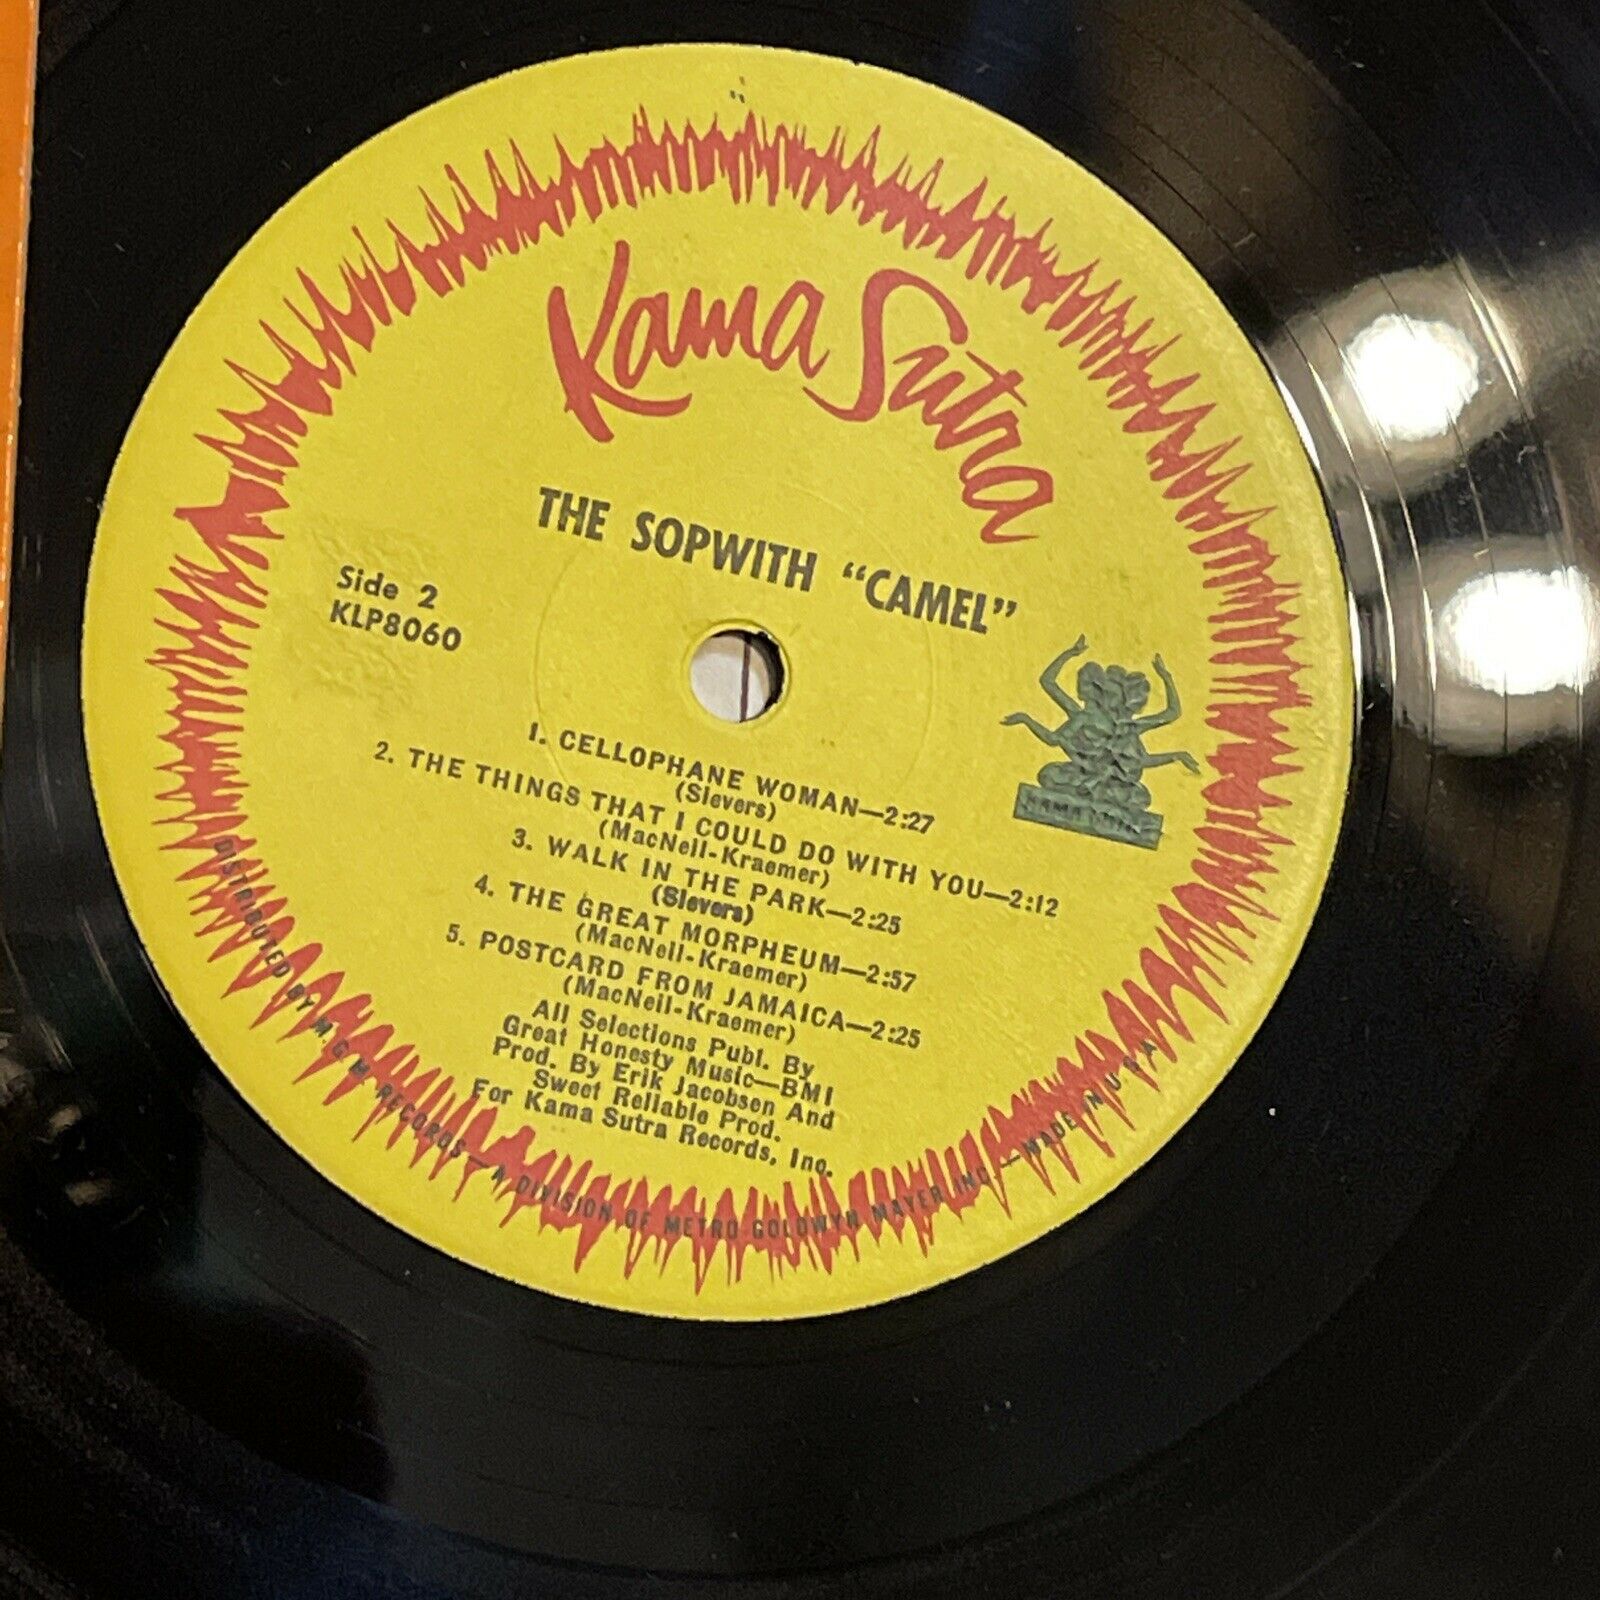 Kama Sutra
THE SOPWITH “CAMEL”
Side 2
KLP8060
1. CELLOPHANE WOMAN—2:27
(Sievers)
2. THE THINGS THAT I COULD DO WITH YOU—2:12
(MacNeil-Kraemer)
3. WALK IN THE PARK—2:25
(Sievers)
4. THE GREAT MORPHEUM—2:57
(MacNeil-Kraemer)
5. POSTCARD FROM JAMAICA—2:25
(MacNeil-Kraemer)
All Selections Publ. By
Great Honesty Music—BMI
Prod. By Erik Jacobsen And
Sweet Reliable Prod.
For Kama Sutra Records, Inc.
KAMA SUTRA
DISTRIBUTED BY M.G.M. RECORDS—A DIVISION OF METRO GOLDWYN MAYER INC.—MADE IN U.S.A.